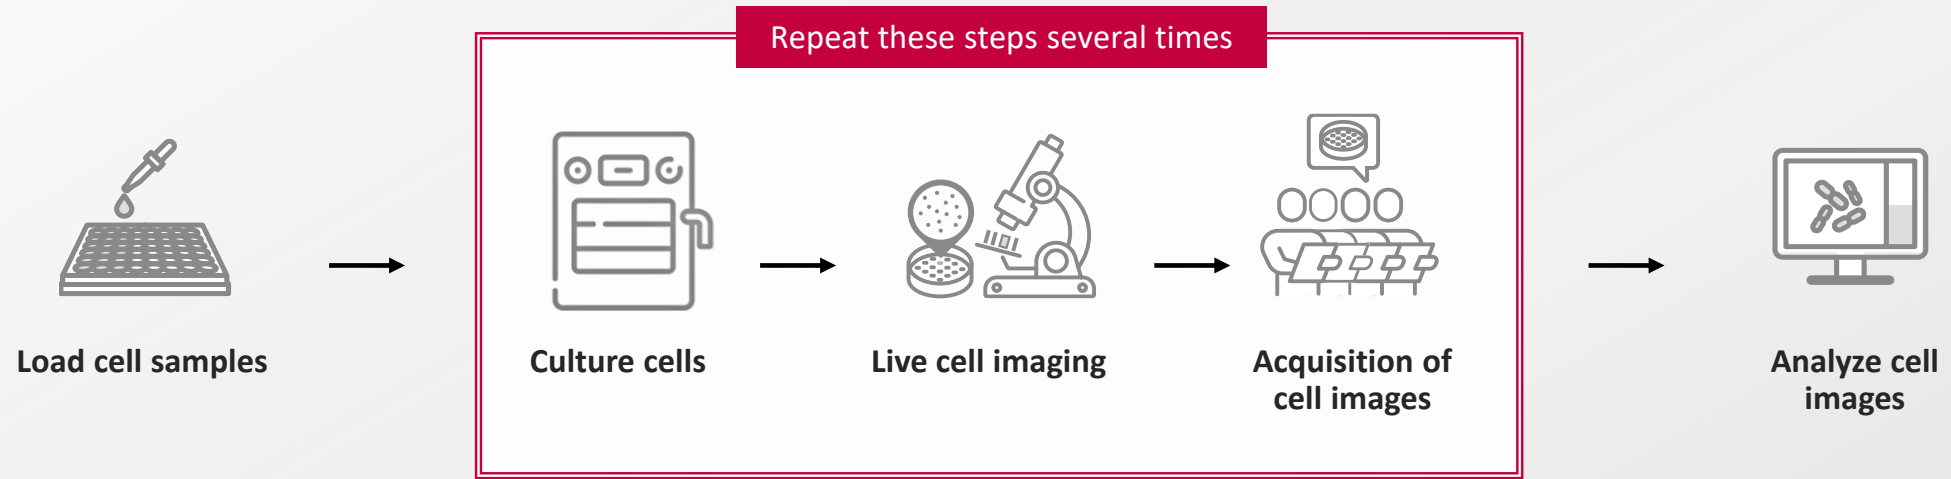 Repeat these steps several times
Load cell samples
Culture cells
Live cell imaging
Acquisition of
cell images
Analyze cell
images